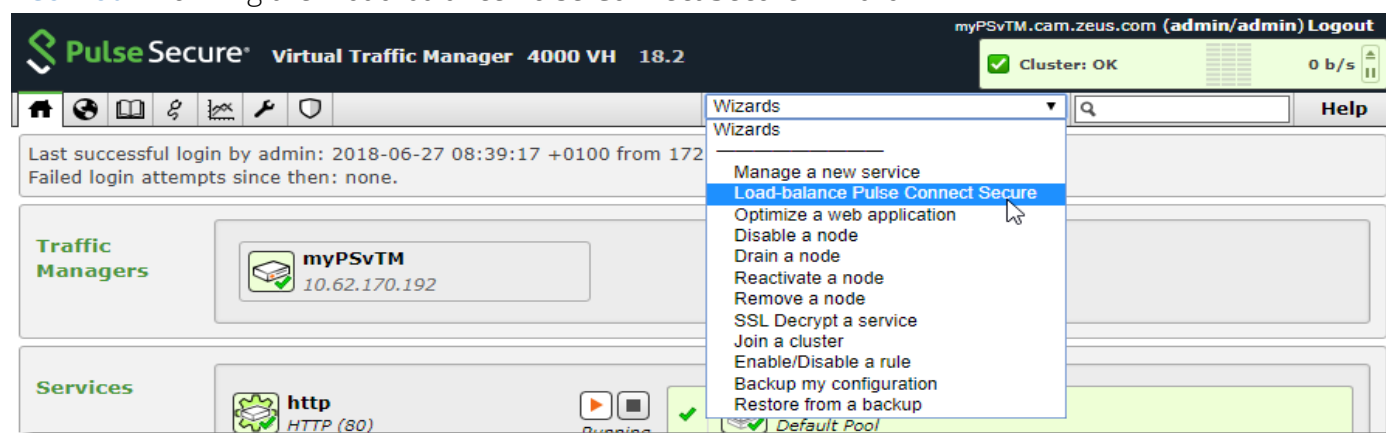 myPSvTM.cam.zeus.com (admin/admin) Logout
Pulse Secure Virtual Traffic Manager 4000 VH 18.2
Cluster: OK 0 b/s
Wizards Help
Wizards
Last successful login by admin: 2018-06-27 08:39:17 +0100 from 172
Failed login attempts since then: none.
Manage a new service
Load-balance Pulse Connect Secure
Optimize a web application
Disable a node
Drain a node
Reactivate a node
Remove a node
SSL Decrypt a service
Join a cluster
Enable/Disable a rule
Backup my configuration
Restore from a backup
Traffic Managers
myPSvTM
10.62.170.192
Services
http
HTTP (80)
Running
Default Pool